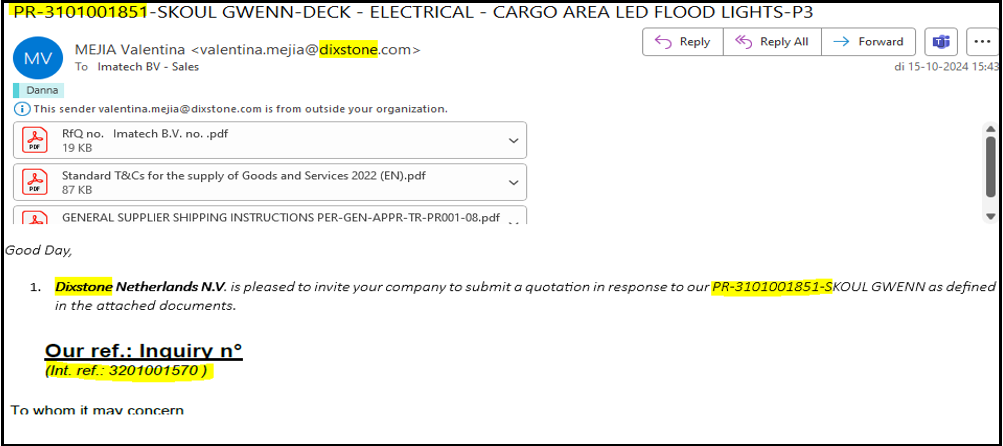 PR-3101001851-SKOUL GWENN-DECK - ELECTRICAL - CARGO AREA LED FLOOD LIGHTS-P3
MV
MEJIA Valentina <valentina.mejia@dixstone.com>
To Imatech BV - Sales
Reply
Reply All
Forward
di 15-10-2024 15:43
Danna
This sender valentina.mejia@dixstone.com is from outside your organization.
PDF
RfQ no. Imatech B.V. no. .pdf
19 KB
PDF
Standard T&Cs for the supply of Goods and Services 2022 (EN).pdf
87 KB
GENERAL SUPPLIER SHIPPING INSTRUCTIONS PER-GEN-APPR-TR-PR001-08.pdf
Good Day,
1. Dixstone Netherlands N.V. is pleased to invite your company to submit a quotation in response to our PR-3101001851-SKOUL GWENN as defined
in the attached documents.
Our ref.: Inquiry n°
(Int. ref.: 3201001570 )
To whom it may concern